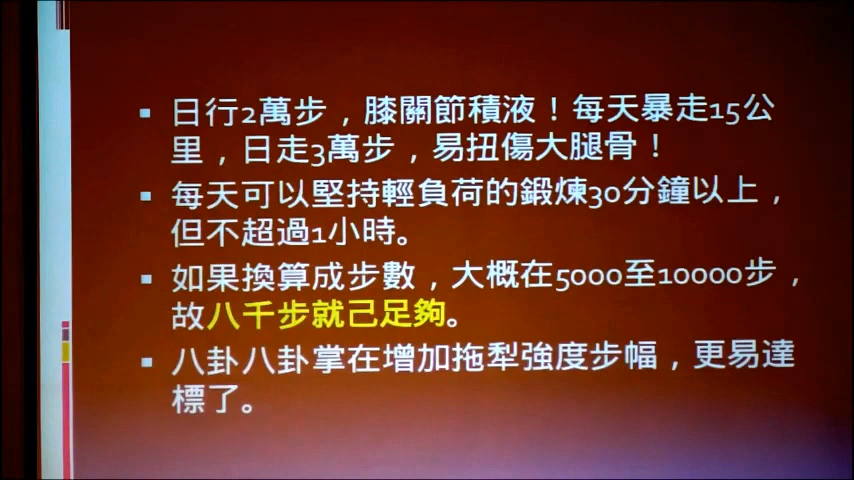 ▪ 日行2萬步，膝關節積液！每天暴走15公
里，日走3萬步，易扭傷大腿骨！
▪ 每天可以堅持輕負荷的鍛煉30分鐘以上，
但不超過1小時。
▪ 如果換算成步數，大概在5000至10000步，
故八千步就己足夠。
▪ 八卦八卦掌在增加拖犁強度步幅，更易達
標了。